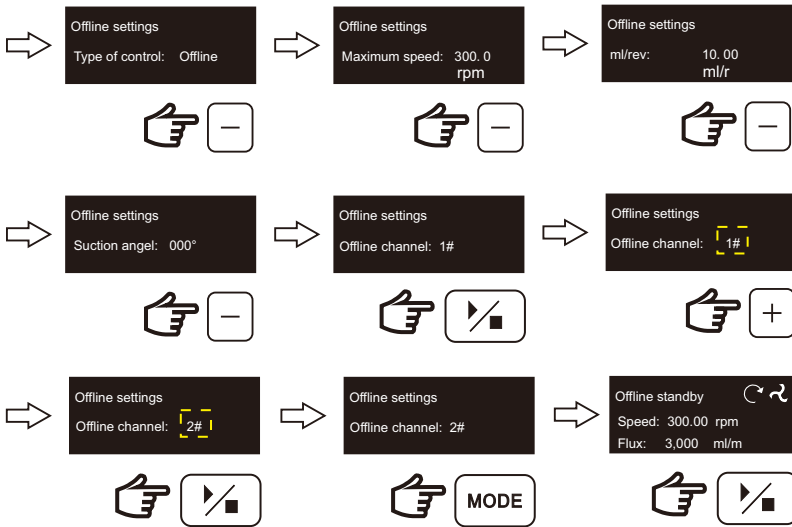 Offline settings
Type of control: Offline
Offline settings
Maximum speed: 300. 0
rpm
Offline settings
ml/rev: 10. 00
ml/r
−
−
−
Offline settings
Suction angel: 000°
Offline settings
Offline channel: 1#
Offline settings
Offline channel: 1#
−
+
Offline settings
Offline channel: 2#
Offline settings
Offline channel: 2#
Offline standby
Speed: 300.00 rpm
Flux: 3,000 ml/m
MODE